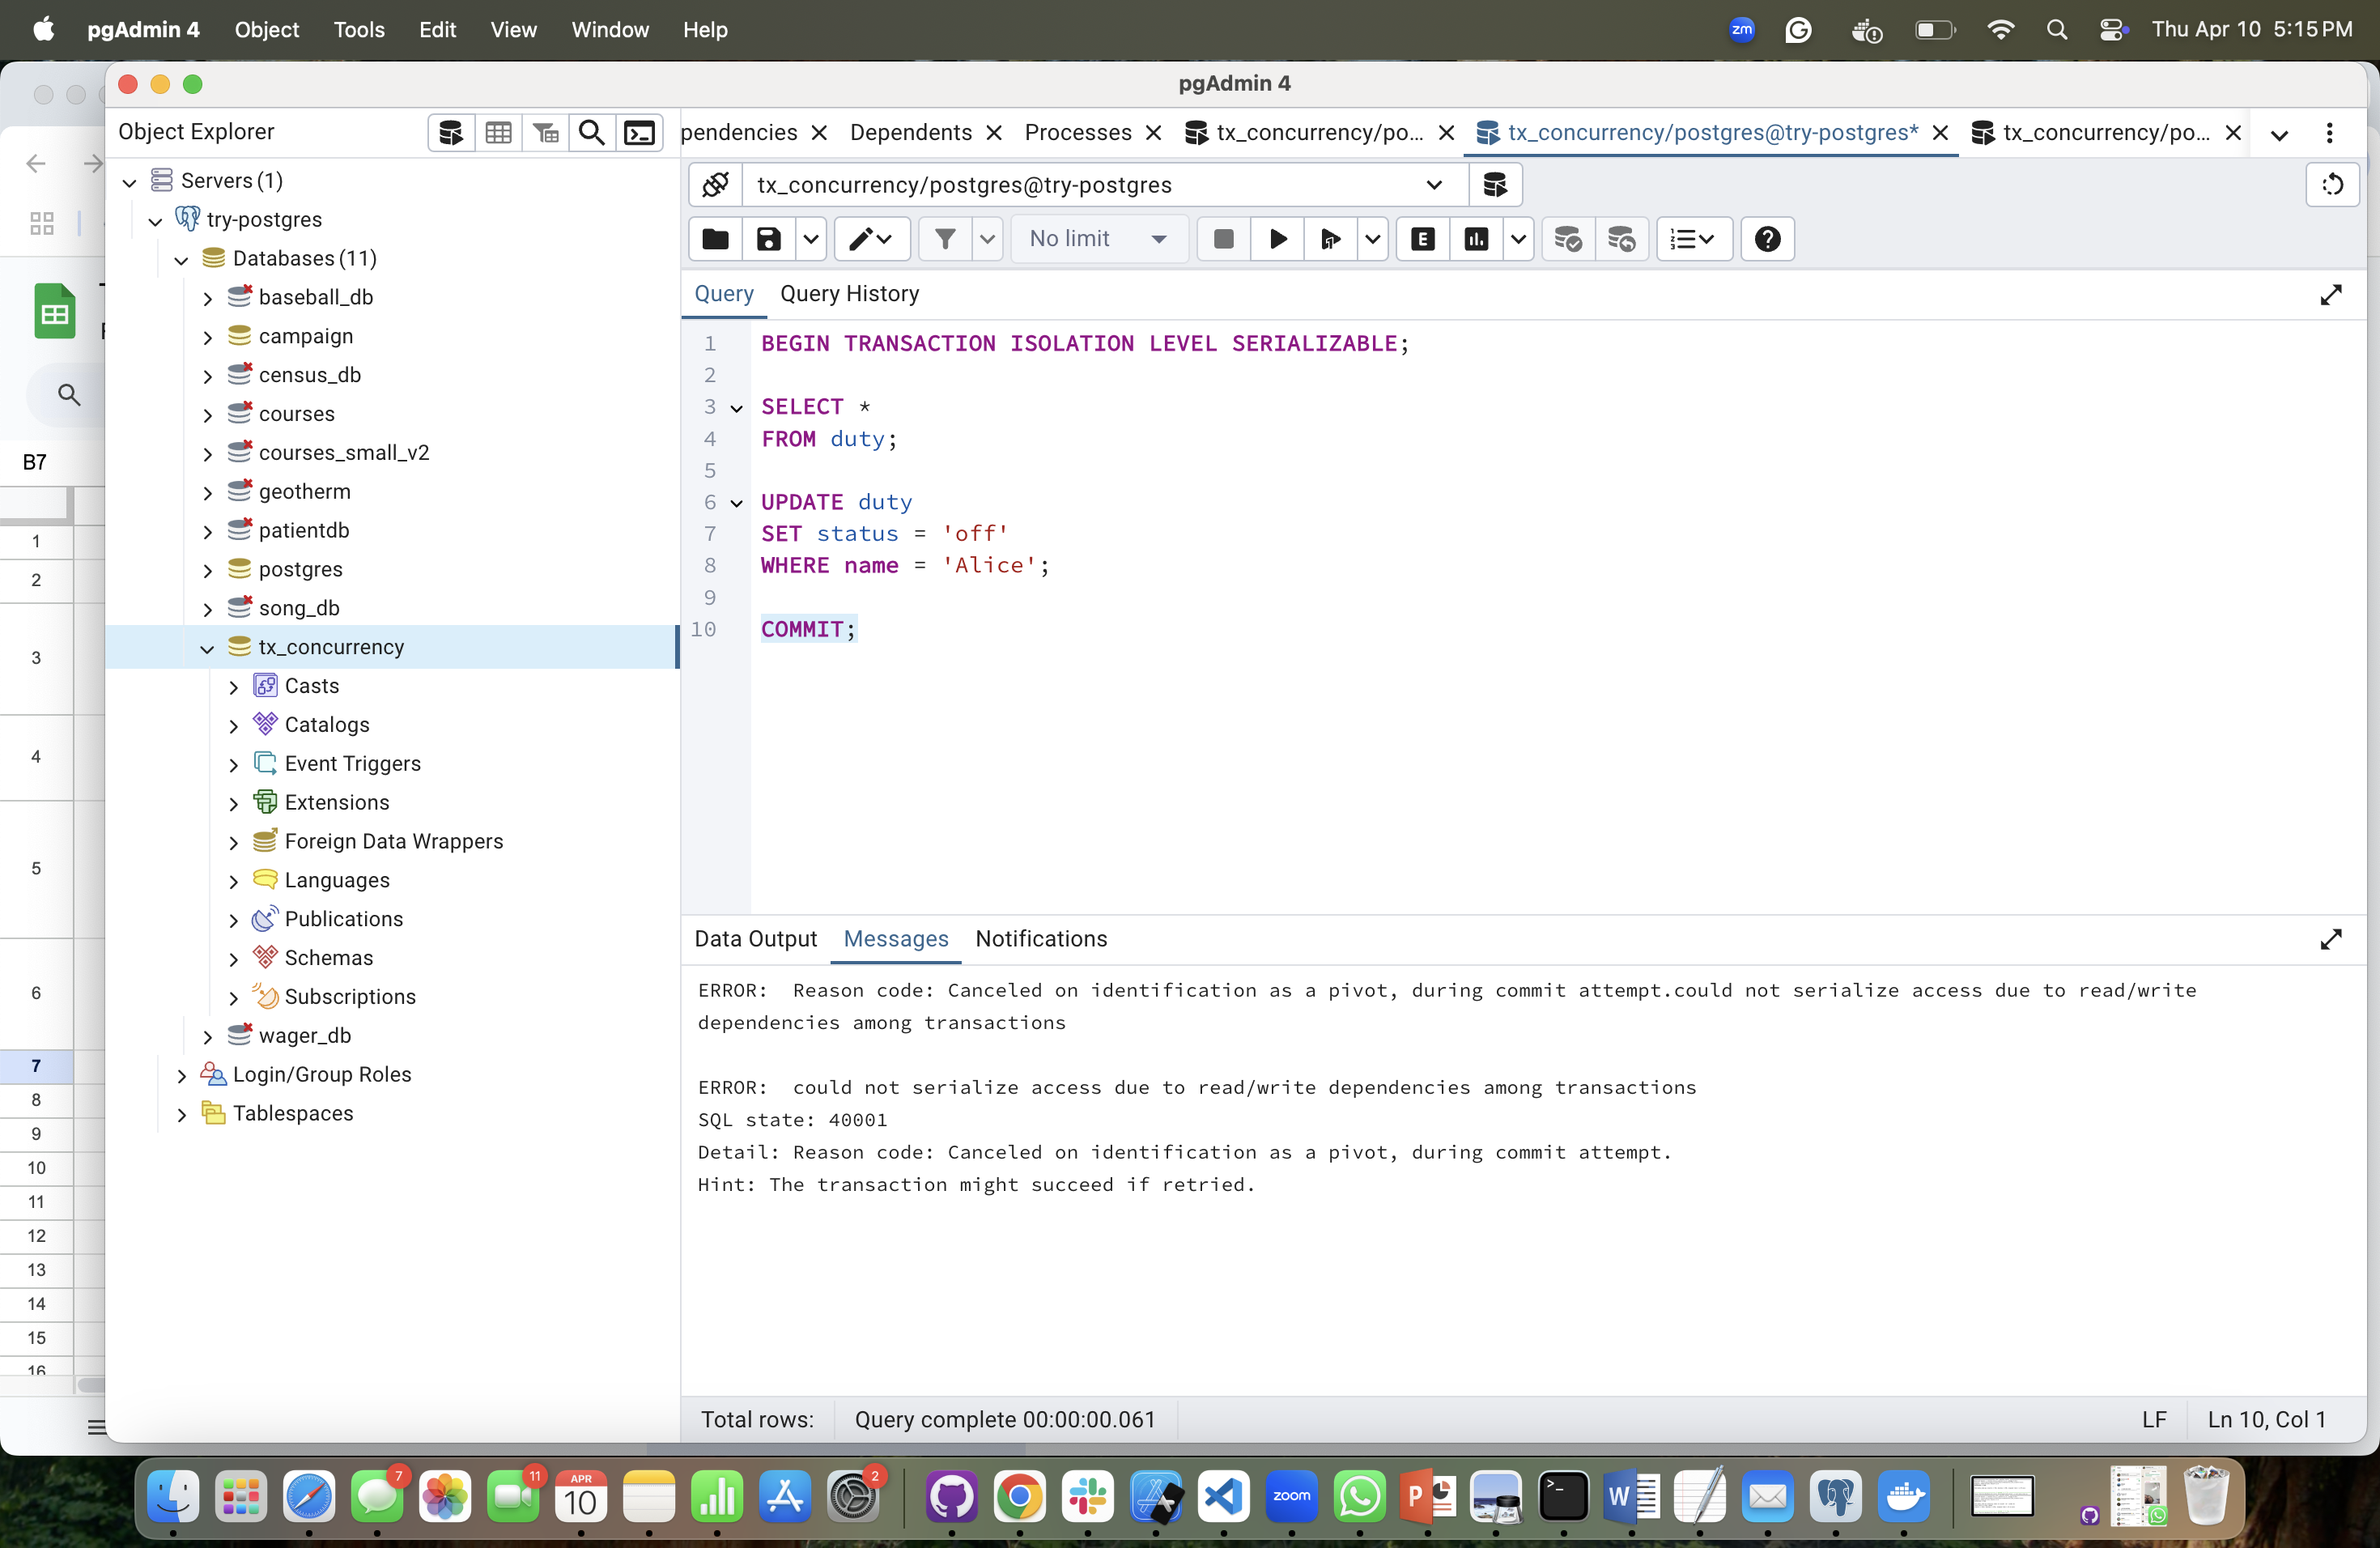 pgAdmin 4 Object Tools Edit View Window Help zm Thu Apr 10 5:15 PM
pgAdmin 4
Object Explorer
pendencies Dependents Processes tx_concurrency/po... tx_concurrency/postgres@try-postgres* tx_concurrency/po...
Servers (1)
tx_concurrency/postgres@try-postgres
try-postgres
Databases (11)
No limit
E
baseball_db
Query Query History
campaign
1 BEGIN TRANSACTION ISOLATION LEVEL SERIALIZABLE;
census_db
2
courses
3 SELECT *
4 FROM duty;
courses_small_v2
B7
5
geotherm
6 UPDATE duty
patientdb
7 SET status = 'off'
8 WHERE name = 'Alice';
postgres
9
song_db
10 COMMIT;
tx_concurrency
Casts
Catalogs
Event Triggers
Extensions
Foreign Data Wrappers
Languages
Publications
Schemas
Subscriptions
wager_db
Login/Group Roles
Tablespaces
1
2
3
4
5
6
7
8
9
10
11
12
13
14
15
16
Data Output Messages Notifications
ERROR:  Reason code: Canceled on identification as a pivot, during commit attempt.could not serialize access due to read/write
dependencies among transactions
ERROR:  could not serialize access due to read/write dependencies among transactions
SQL state: 40001
Detail: Reason code: Canceled on identification as a pivot, during commit attempt.
Hint: The transaction might succeed if retried.
Total rows: Query complete 00:00:00.061 LF Ln 10, Col 1
7 11 APR 10 2 zoom P W